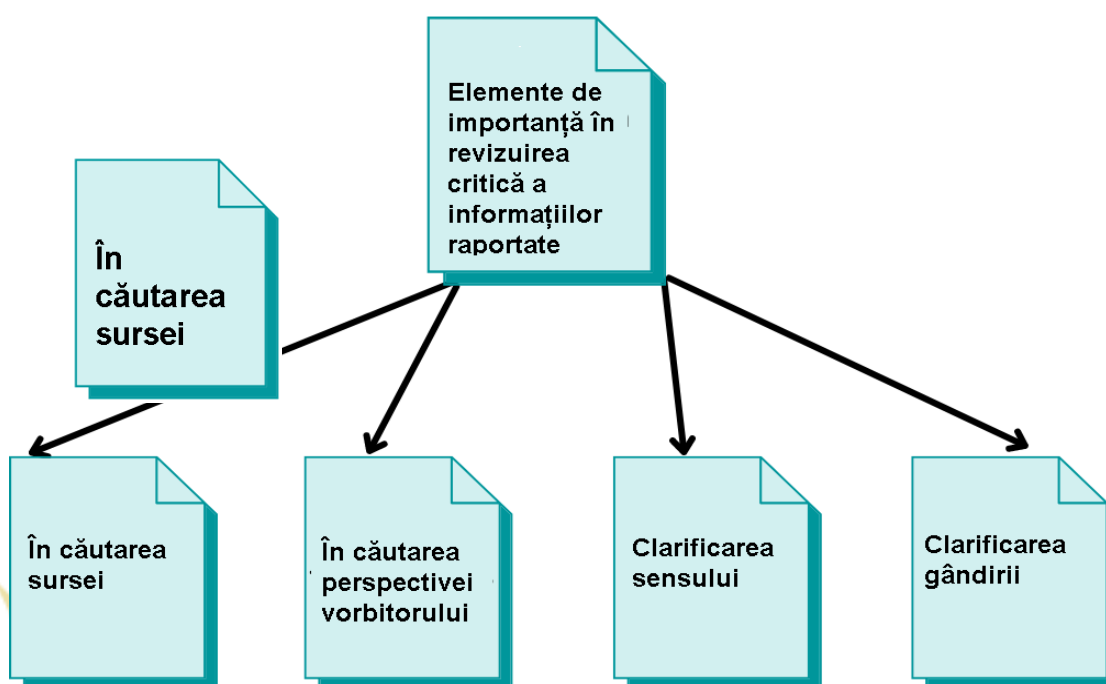 Elemente de
importanță în
revizuirea
critică a
informațiilor
raportate
În
căutarea
sursei
În căutarea
sursei
În căutarea
perspectivei
vorbitorului
Clarificarea
sensului
Clarificarea
gândirii